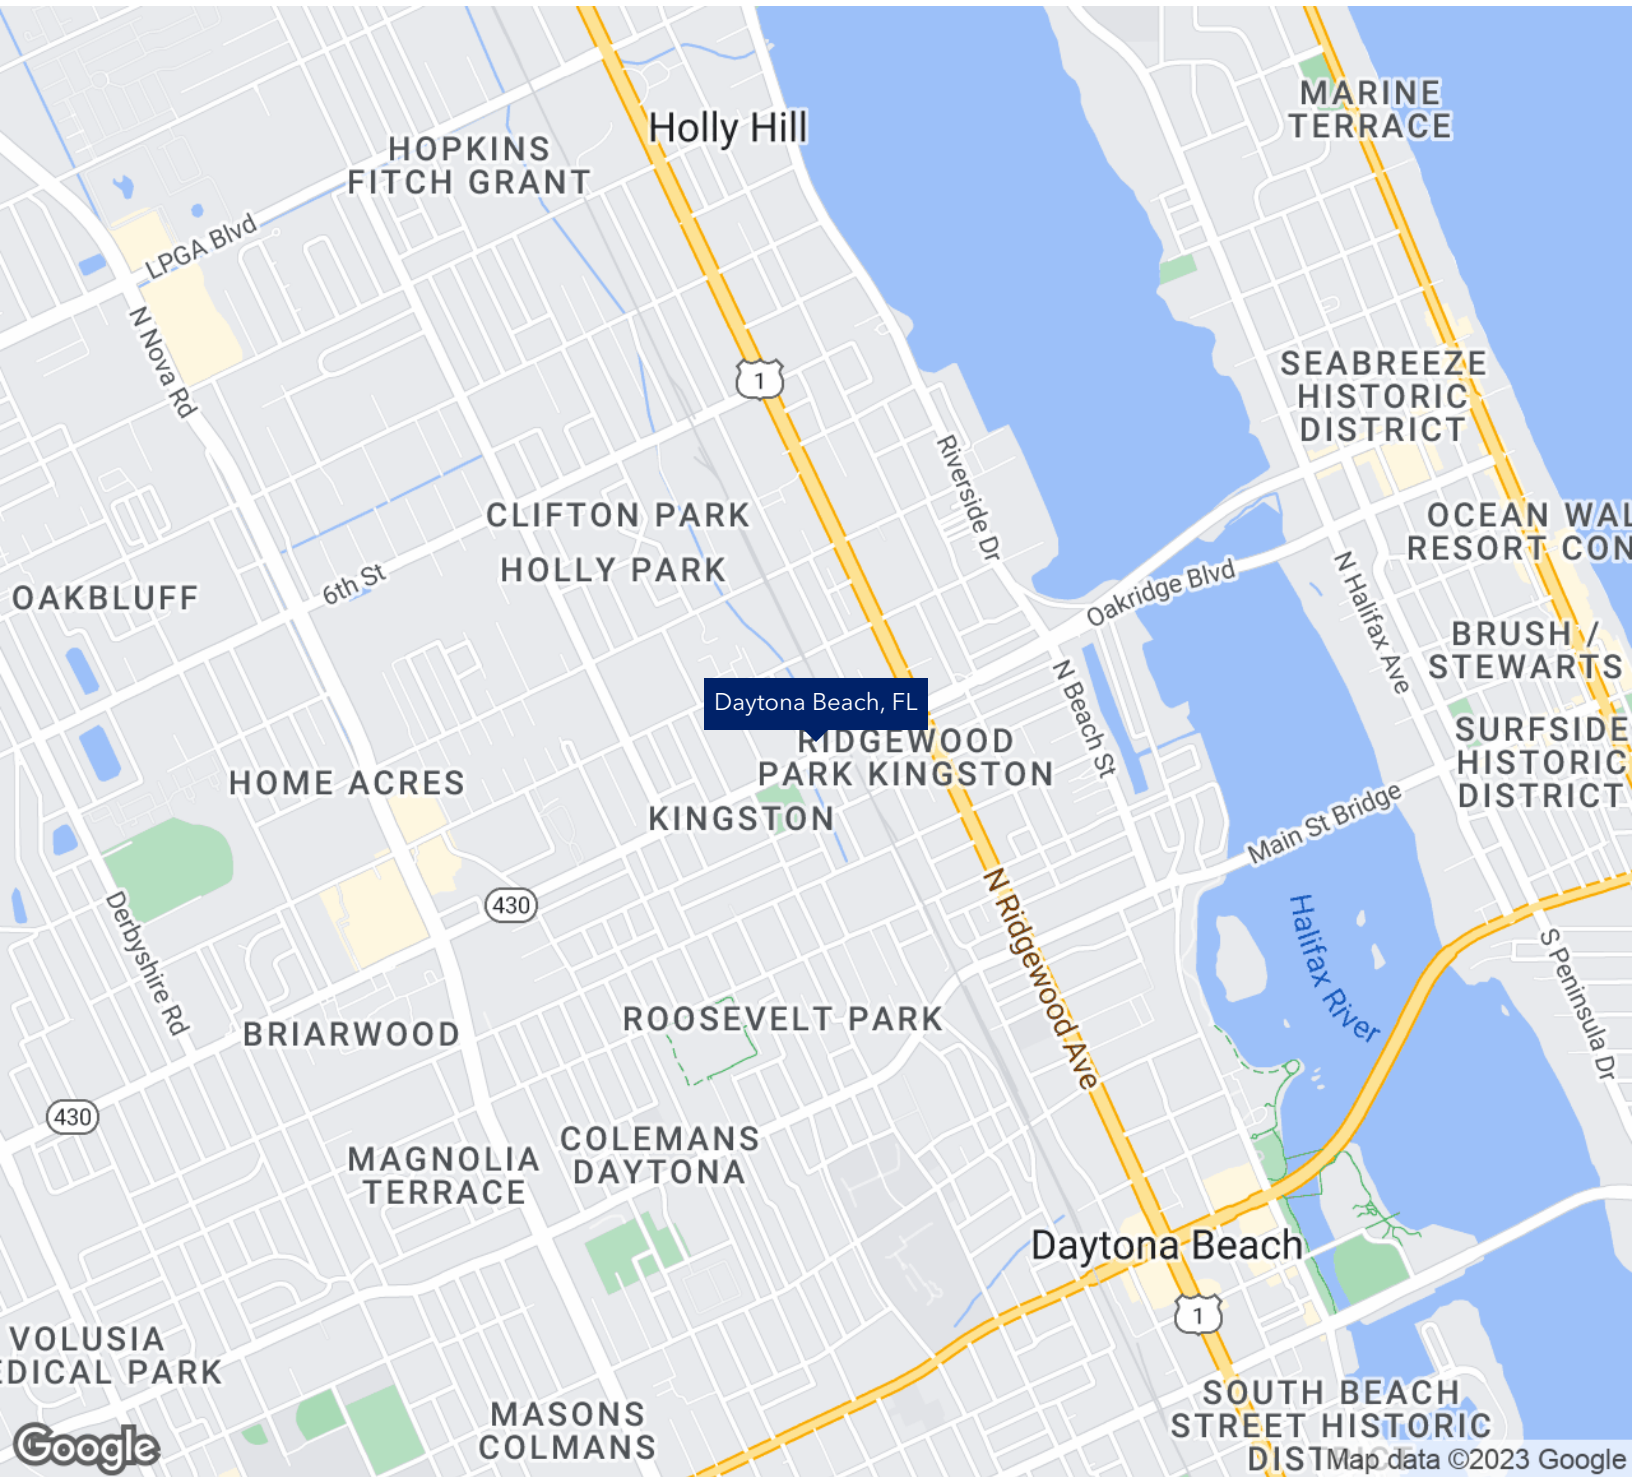 MARINE
TERRACE
Holly Hill
HOPKINS
FITCH GRANT
LPGA Blvd
N Nova Rd
1
SEABREEZE
HISTORIC
DISTRICT
Riverside Dr
CLIFTON PARK
HOLLY PARK
OCEAN WAL
RESORT CON
6th St
OAKBLUFF
Oakridge Blvd
N Halifax Ave
BRUSH /
STEWARTS
N Beach St
Daytona Beach, FL
RIDGEWOOD
PARK KINGSTON
SURFSIDE
HISTORIC
DISTRICT
HOME ACRES
KINGSTON
Main St Bridge
430
N Ridgewood Ave
Derbyshire Rd
Halifax River
S Peninsula Dr
ROOSEVELT PARK
BRIARWOOD
430
COLEMANS
DAYTONA
MAGNOLIA
TERRACE
Daytona Beach
1
VOLUSIA
EDICAL PARK
MASONS
COLMANS
SOUTH BEACH
STREET HISTORIC
DISTRICT
Google
Map data ©2023 Google